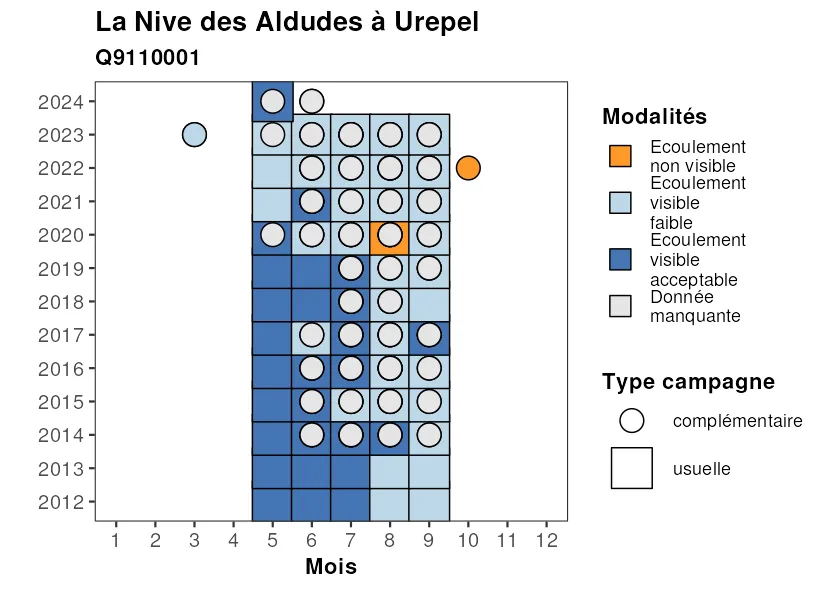 La Nive des Aldudes à Urepel
Q9110001
2024
2023
2022
2021
2020
2019
2018
2017
2016
2015
2014
2013
2012
1 2 3 4 5 6 7 8 9 10 11 12
Mois
Modalités
Ecoulement
non visible
Ecoulement
visible
faible
Ecoulement
visible
acceptable
Donnée
manquante
Type campagne
complémentaire
usuelle